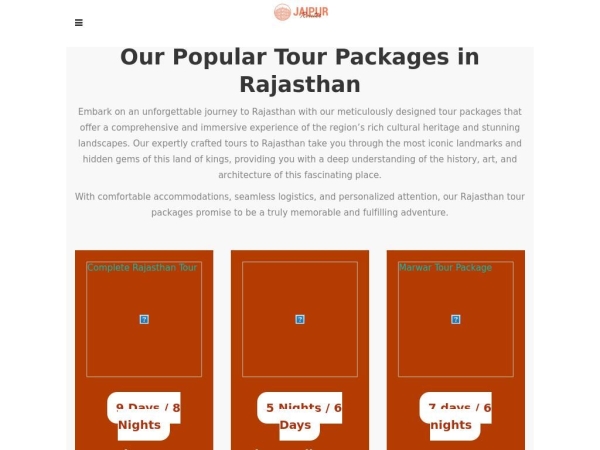 JAIPUR
Our Popular Tour Packages in
Rajasthan
Embark on an unforgettable journey to Rajasthan with our meticulously designed tour packages that
offer a comprehensive and immersive experience of the region’s rich cultural heritage and stunning
landscapes. Our expertly crafted tours to Rajasthan take you through the most iconic landmarks and
hidden gems of this land of kings, providing you with a deep understanding of the history, art, and
architecture of this fascinating place.
With comfortable accommodations, seamless logistics, and personalized attention, our Rajasthan tour
packages promise to be a truly memorable and fulfilling adventure.
Complete Rajasthan Tour
Marwar Tour Package
9 Days / 8
Nights
5 Nights / 6
Days
7 days / 6
nights